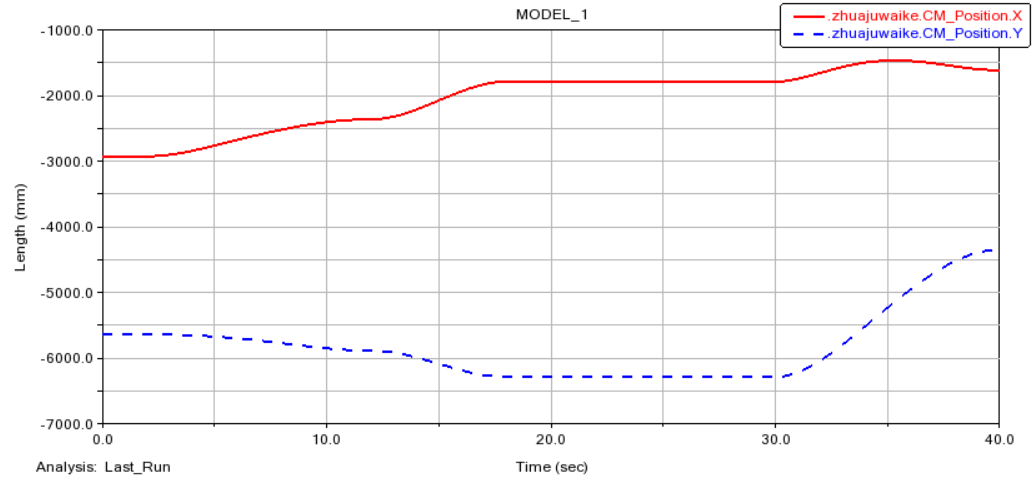 MODEL_1
.zhuajuwaike.CM_Position.X
.zhuajuwaike.CM_Position.Y
-1000.0
-2000.0
-3000.0
-4000.0
-5000.0
-6000.0
-7000.0
Length (mm)
0.0 10.0 20.0 30.0 40.0
Analysis: Last_Run Time (sec)